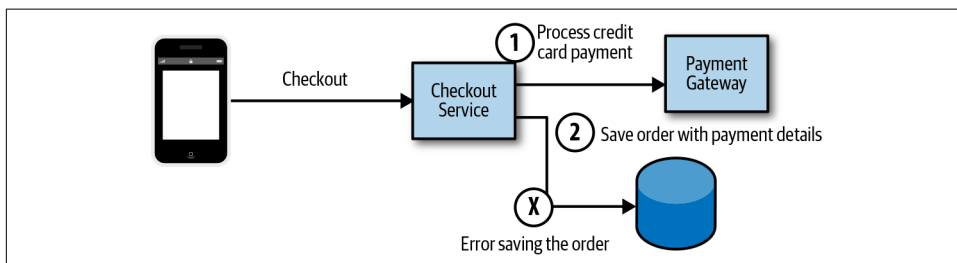 1
Process credit
card payment
Checkout
Checkout
Service
Payment
Gateway
2
Save order with payment details
X
Error saving the order